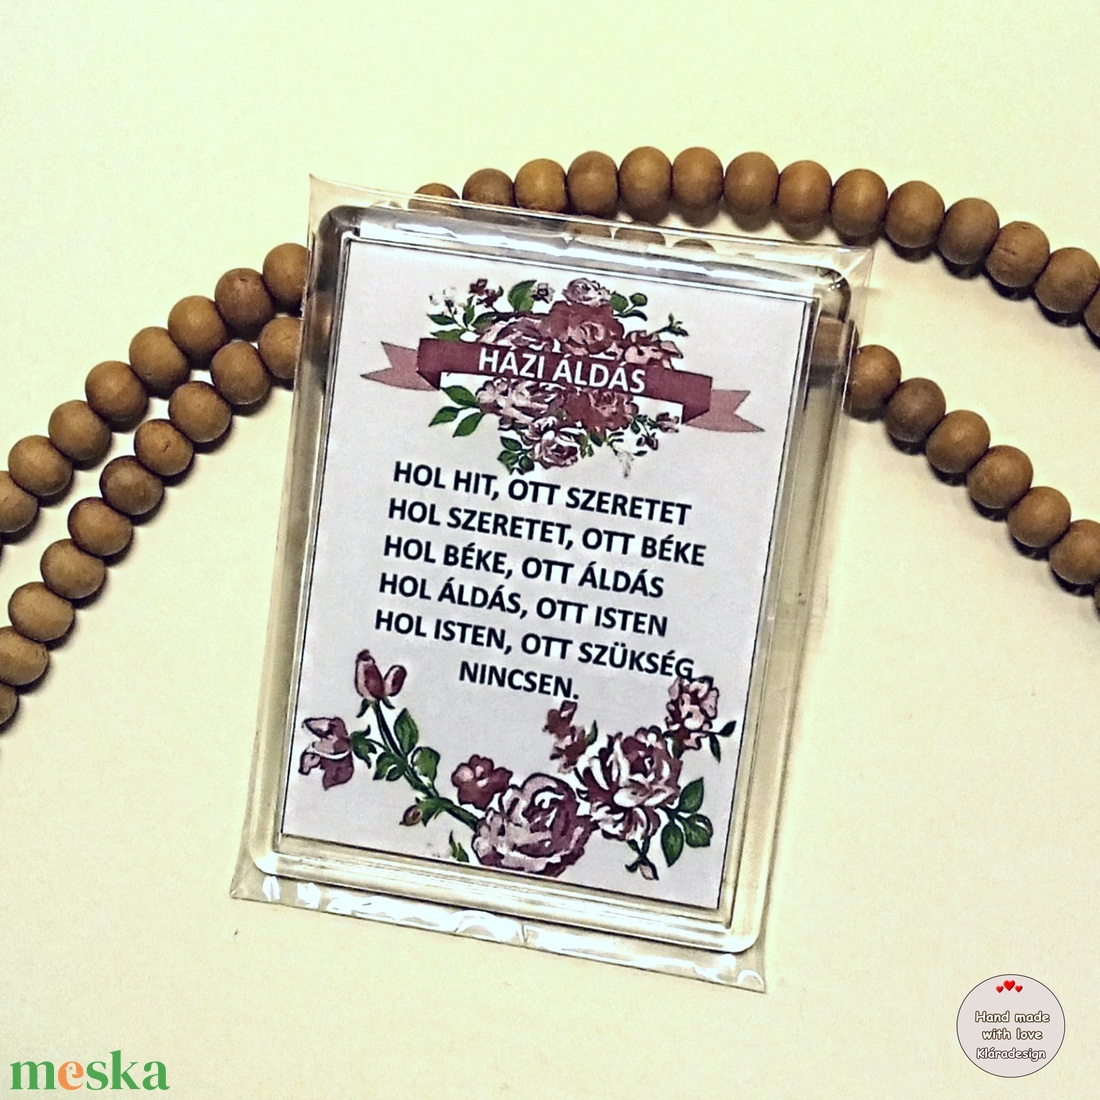 HÁZI ÁLDÁS
HOL HIT, OTT SZERETET
HOL SZERETET, OTT BÉKE
HOL BÉKE, OTT ÁLDÁS
HOL ÁLDÁS, OTT ISTEN
HOL ISTEN, OTT SZÜKSÉG
NINCSEN.
Hand made
with love
Kláradesign
meska